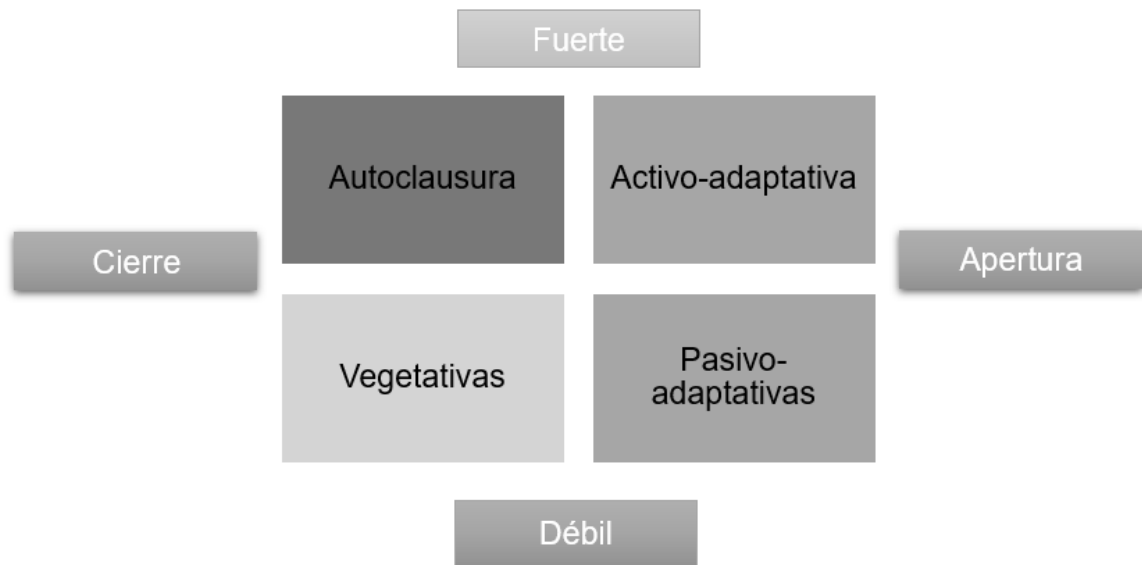 Fuerte
Autoclausura
Activo-adaptativa
Cierre
Apertura
Vegetativas
Pasivo-
adaptativas
Débil